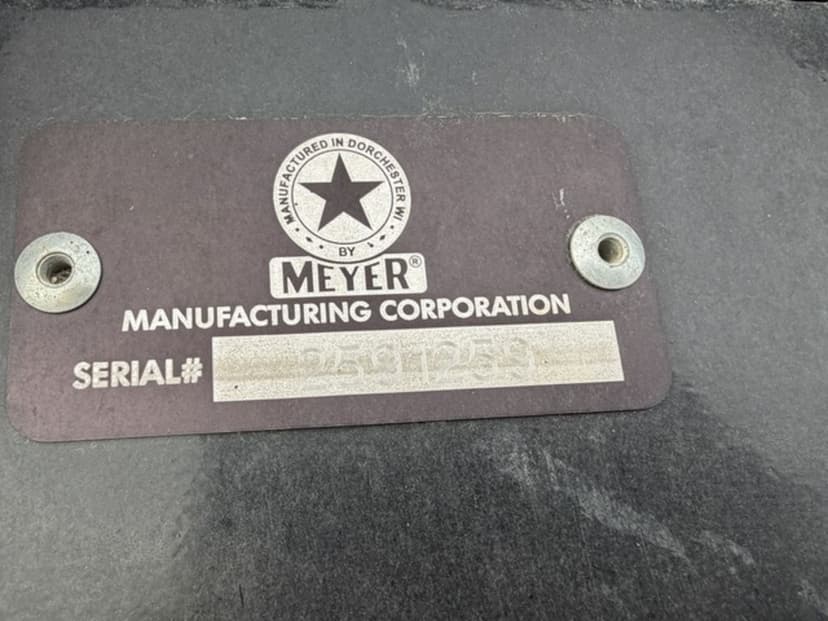 MANUFACTURED IN DORCHESTER WI
BY
MEYER®
MANUFACTURING CORPORATION
SERIAL#